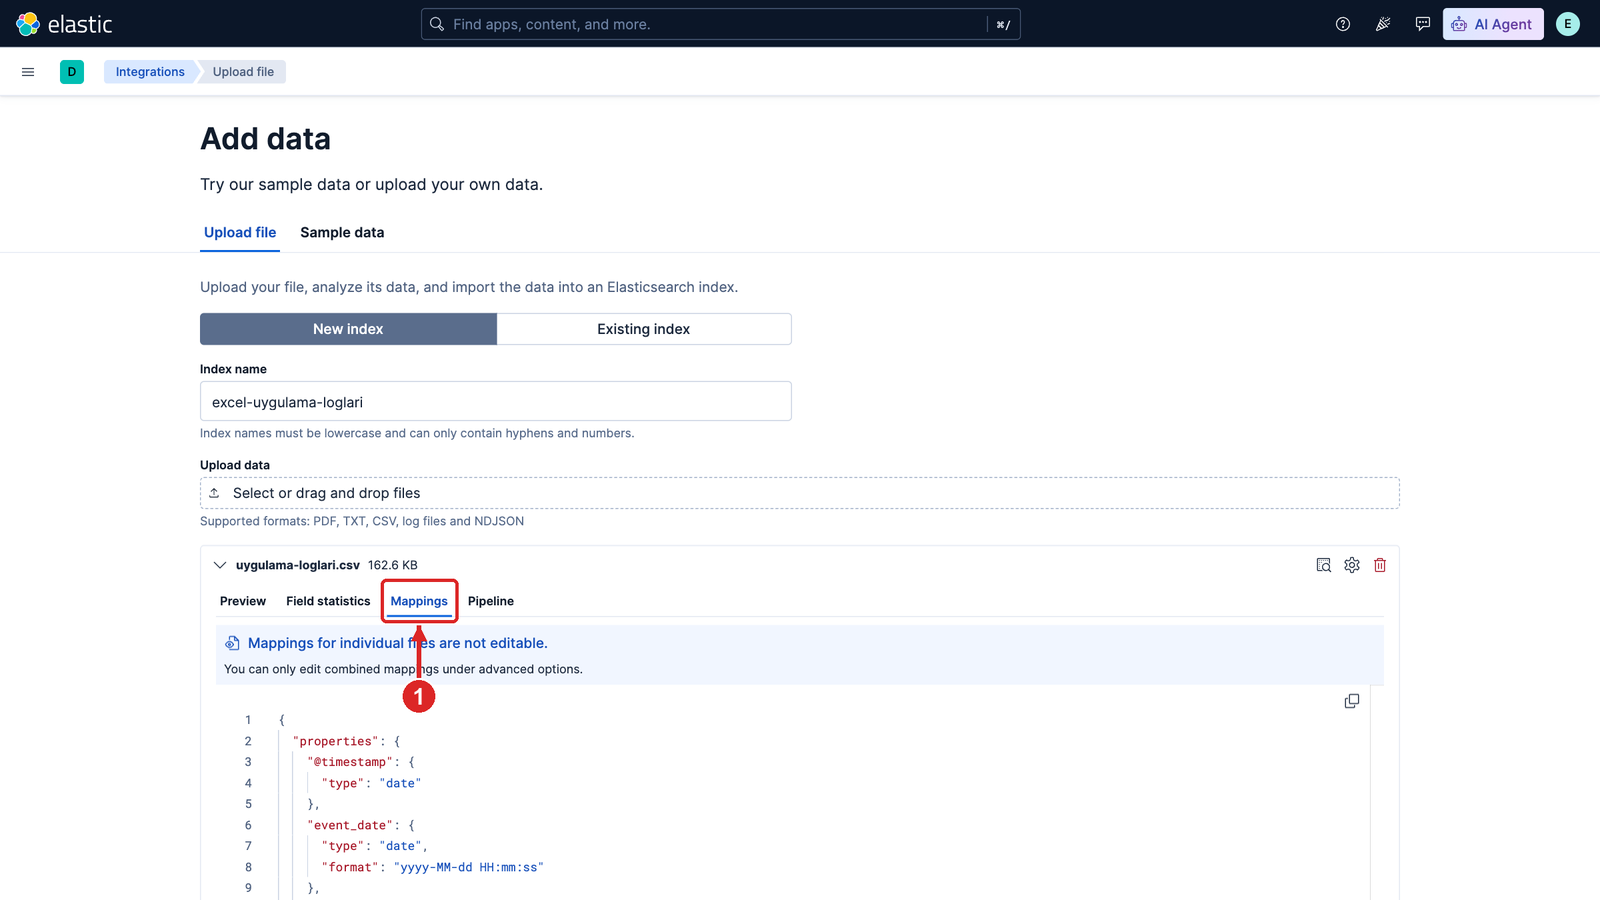 elastic
Find apps, content, and more.
⌘/
AI Agent
E
D
Integrations
Upload file
Add data
Try our sample data or upload your own data.
Upload file
Sample data
Upload your file, analyze its data, and import the data into an Elasticsearch index.
New index
Existing index
Index name
excel-uygulama-loglari
Index names must be lowercase and can only contain hyphens and numbers.
Upload data
Select or drag and drop files
Supported formats: PDF, TXT, CSV, log files and NDJSON
uygulama-loglari.csv 162.6 KB
Preview
Field statistics
Mappings
Pipeline
Mappings for individual files are not editable.
You can only edit combined mappings under advanced options.
1
1 {
2 "properties": {
3 "@timestamp": {
4 "type": "date"
5 },
6 "event_date": {
7 "type": "date",
8 "format": "yyyy-MM-dd HH:mm:ss"
9 },